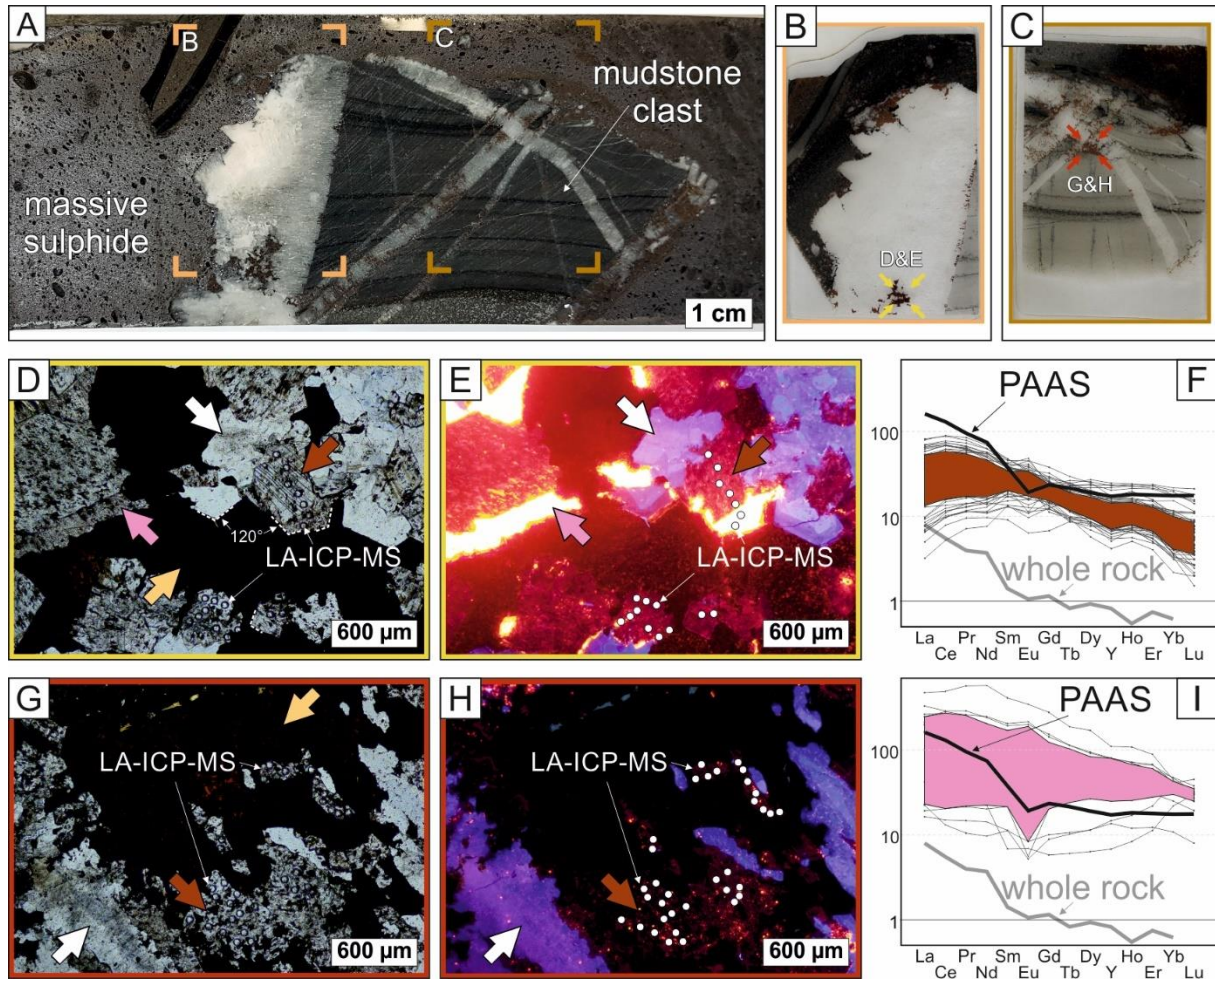 A
B
C
mudstone
clast
massive
sulphide
1 cm
B
D&E
C
G&H
D
120°
LA-ICP-MS
600 µm
E
LA-ICP-MS
600 µm
F
PAAS
100
10
whole rock
1
La Pr Sm Gd Dy Ho Yb
Ce Nd Eu Tb Y Er Lu
G
LA-ICP-MS
600 µm
H
600 µm
I
PAAS
100
10
whole rock
1
La Pr Sm Gd Dy Ho Yb
Ce Nd Eu Tb Y Er Lu